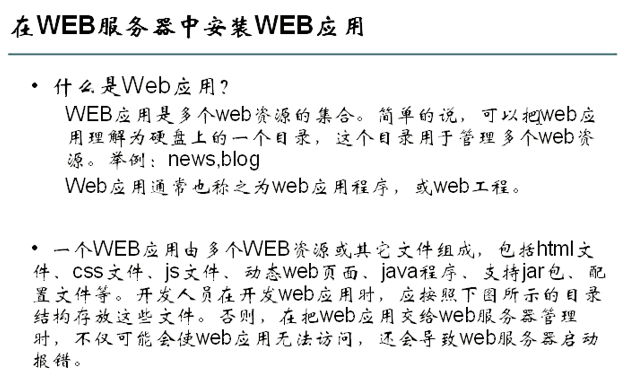 在WEB服务器中安装WEB应用
• 什么是Web应用?
WEB应用是多个web资源的集合。简单的说，可以把web应
用理解为硬盘上的一个目录，这个目录用于管理多个web资
源。举例：news,blog
Web应用通常也称之为web应用程序，或web工程。
• 一个WEB应用由多个WEB资源或其它文件组成，包括html文
件、css文件、js文件、动态web页面、java程序、支持jar包、配
置文件等。开发人员在开发web应用时，应按照下图所示的目录
结构存放这些文件。否则，在把web应用交给web服务器管理
时，不仅可能会使web应用无法访问，还会导致web服务器启动
报错。